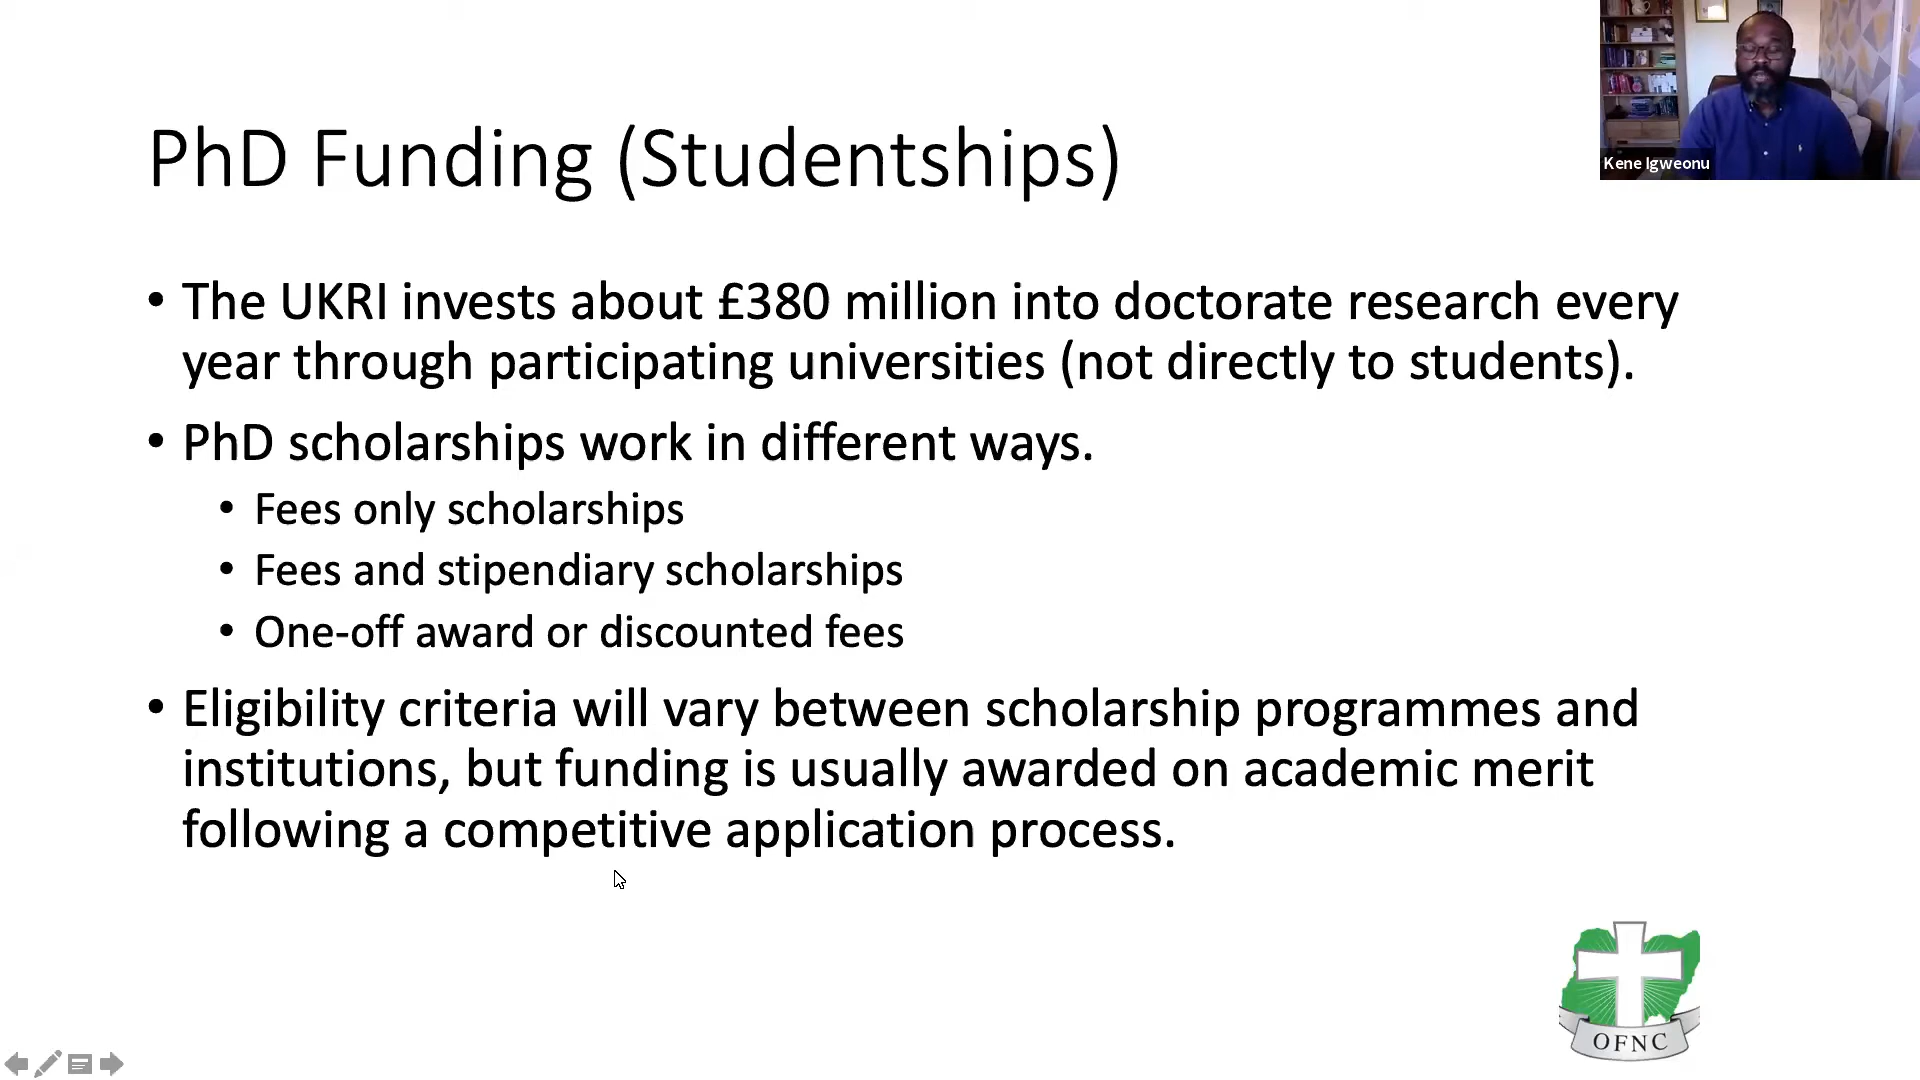 Kene Igweonu
PhD Funding (Studentships)
• The UKRI invests about £380 million into doctorate research every
year through participating universities (not directly to students).
• PhD scholarships work in different ways.
• Fees only scholarships
• Fees and stipendiary scholarships
• One-off award or discounted fees
• Eligibility criteria will vary between scholarship programmes and
institutions, but funding is usually awarded on academic merit
following a competitive application process.
OFNC